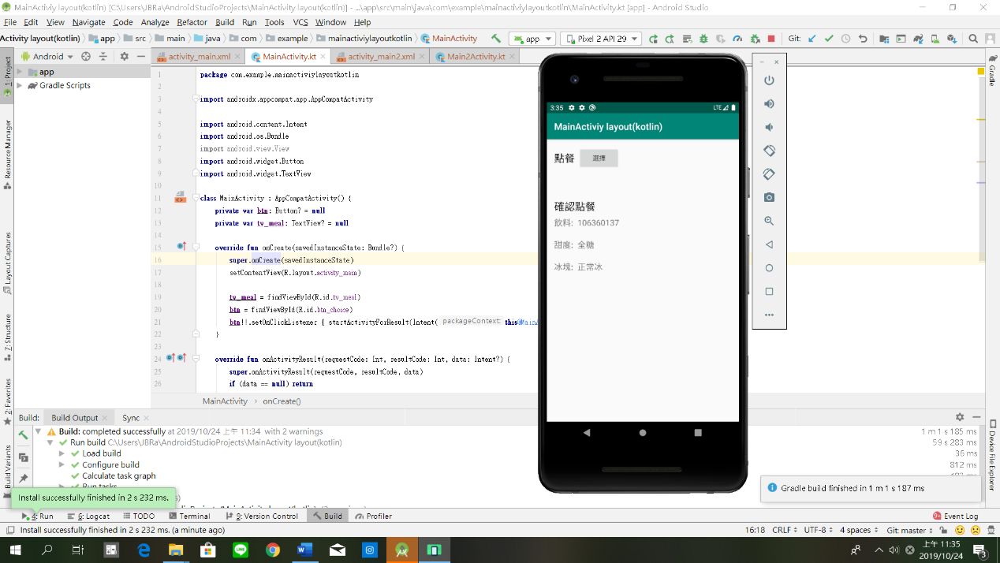 MainActiviy layout(kotlin) [C:\Users\JBRa\AndroidStudioProjects\MainActivity layout(kotlin)] - ...\app\src\main\java\com\example\mainactiviylayoutkotlin\MainActivity.kt [app] - Android Studio
File Edit View Navigate Code Analyze Refactor Build Run Tools VCS Window Help
Activity layout(kotlin) app src main java com example mainactiviylayoutkotlin MainActivity app Pixel 2 API 29 Git:
Android activity_main.xml MainActivity.kt activity_main2.xml Main2Activity.kt
app
Gradle Scripts
1: Project
Resource Manager
Layout Captures
Z: Structure
2: Favorites
Build Variants
Gradle
Device File Explorer
1 package com.example.mainactiviylayoutkotlin
2
3 import androidx.appcompat.app.AppCompatActivity
4
5 import android.content.Intent
6 import android.os.Bundle
7 import android.view.View
8 import android.widget.Button
9 import android.widget.TextView
10
11 class MainActivity : AppCompatActivity() {
12 private var btn: Button? = null
13 private var tv_meal: TextView? = null
14
15 override fun onCreate(savedInstanceState: Bundle?) {
16 super.onCreate(savedInstanceState)
17 setContentView(R.layout.activity_main)
18
19 tv_meal = findViewById(R.id.tv_meal)
20 btn = findViewById(R.id.btn_choice)
21 btn!!.setOnClickListener { startActivityForResult(Intent( packageContext: this@MainA
22 }
23
24 override fun onActivityResult(requestCode: Int, resultCode: Int, data: Intent?) {
25 super.onActivityResult(requestCode, resultCode, data)
26 if (data == null) return
MainActivity › onCreate()
3:35 LTE
MainActiviy layout(kotlin)
點餐 選擇
確認點餐
飲料: 106360137
甜度: 全糖
冰塊: 正常冰
Build: Build Output Sync
Build: completed successfully at 2019/10/24 上午 11:34 with 2 warnings 1 m 1 s 185 ms
Run build C:\Users\JBRa\AndroidStudioProjects\MainActivity layout(kotlin) 59 s 283 ms
Load build 36 ms
Configure build 812 ms
Calculate task graph
Run tasks
Install successfully finished in 2 s 232 ms.
Gradle build finished in 1 m 1 s 187 ms
4: Run 6: Logcat TODO Terminal 9: Version Control Build Profiler Event Log
Install successfully finished in 2 s 232 ms. (a minute ago) 16:18 CRLF UTF-8 4 spaces Git: master
上午 11:35
2019/10/24
3